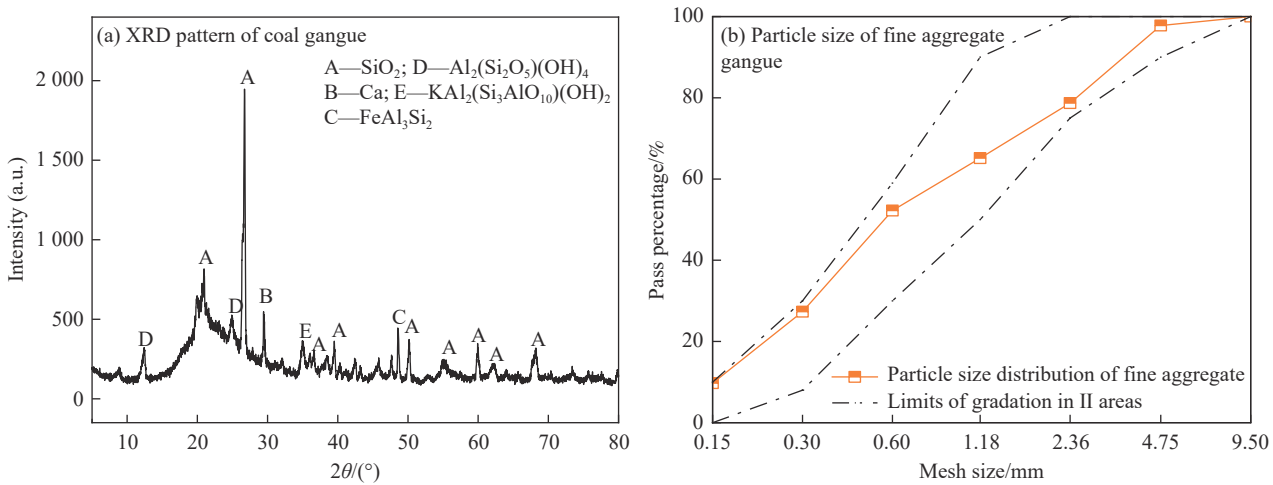 (a) XRD pattern of coal gangue
A—SiO₂; D—Al₂(Si₂O₅)(OH)₄
B—Ca; E—KAl₂(Si₃AlO₁₀)(OH)₂
C—FeAl₃Si₂
Intensity (a.u.)
2 000
1 500
1 000
500
0
D
A
D
A
B
E
A
A
C
A
A
A
A
A
10 20 30 40 50 60 70 80
2θ/(°)
(b) Particle size of fine aggregate
gangue
Pass percentage/%
100
80
60
40
20
0
Particle size distribution of fine aggregate
Limits of gradation in II areas
0.15 0.30 0.60 1.18 2.36 4.75 9.50
Mesh size/mm